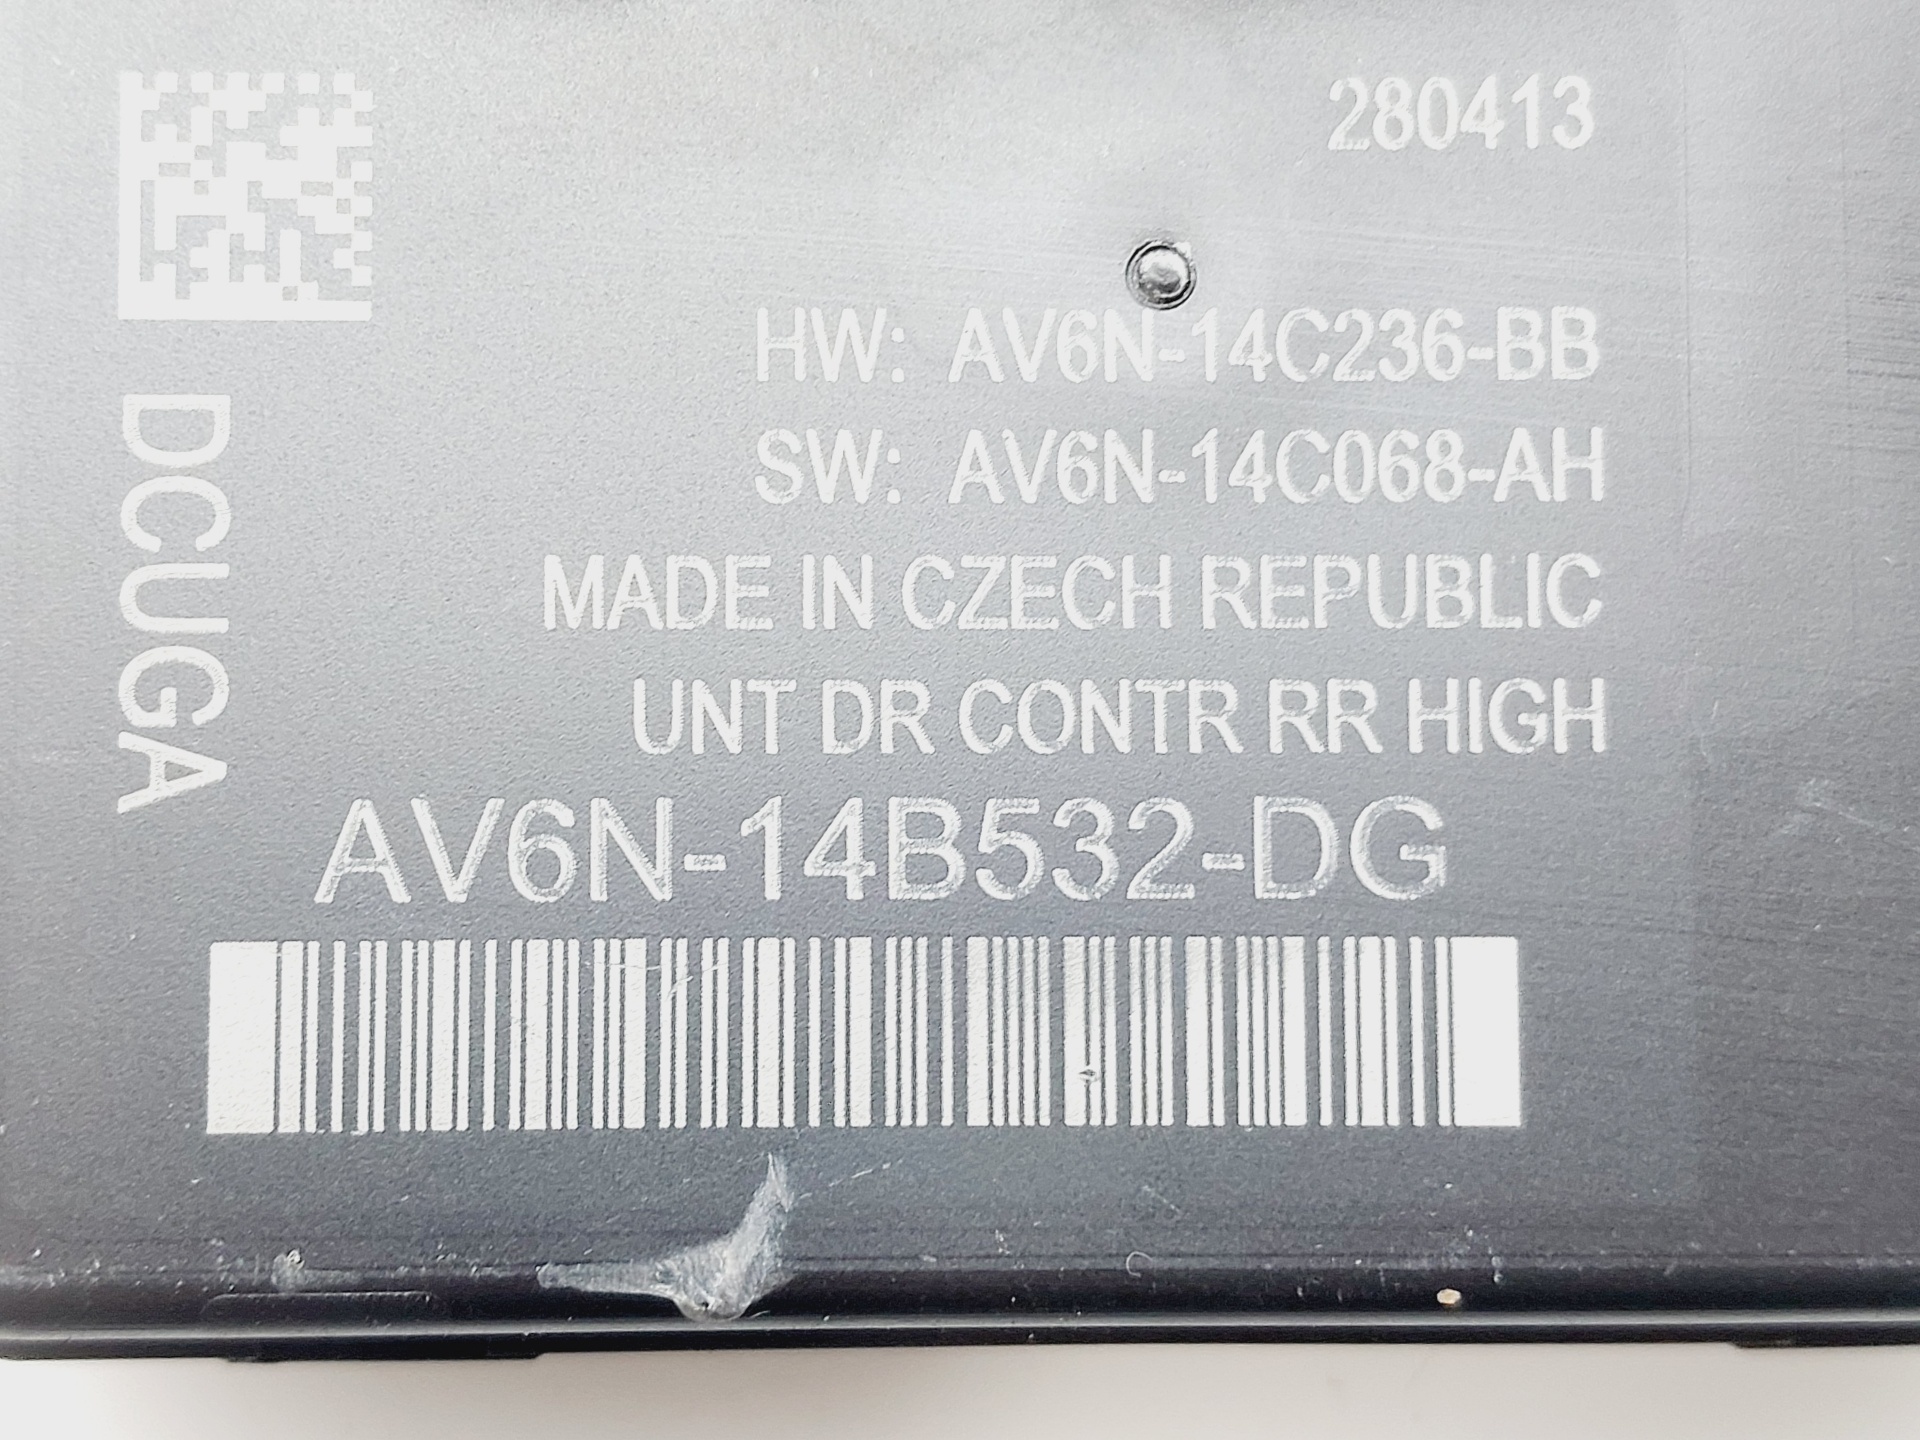 280413
HW: AV6N-14C236-BB
SW: AV6N-14C068-AH
MADE IN CZECH REPUBLIC
UNT DR CONTR RR HIGH
DCUGA
AV6N-14B532-DG